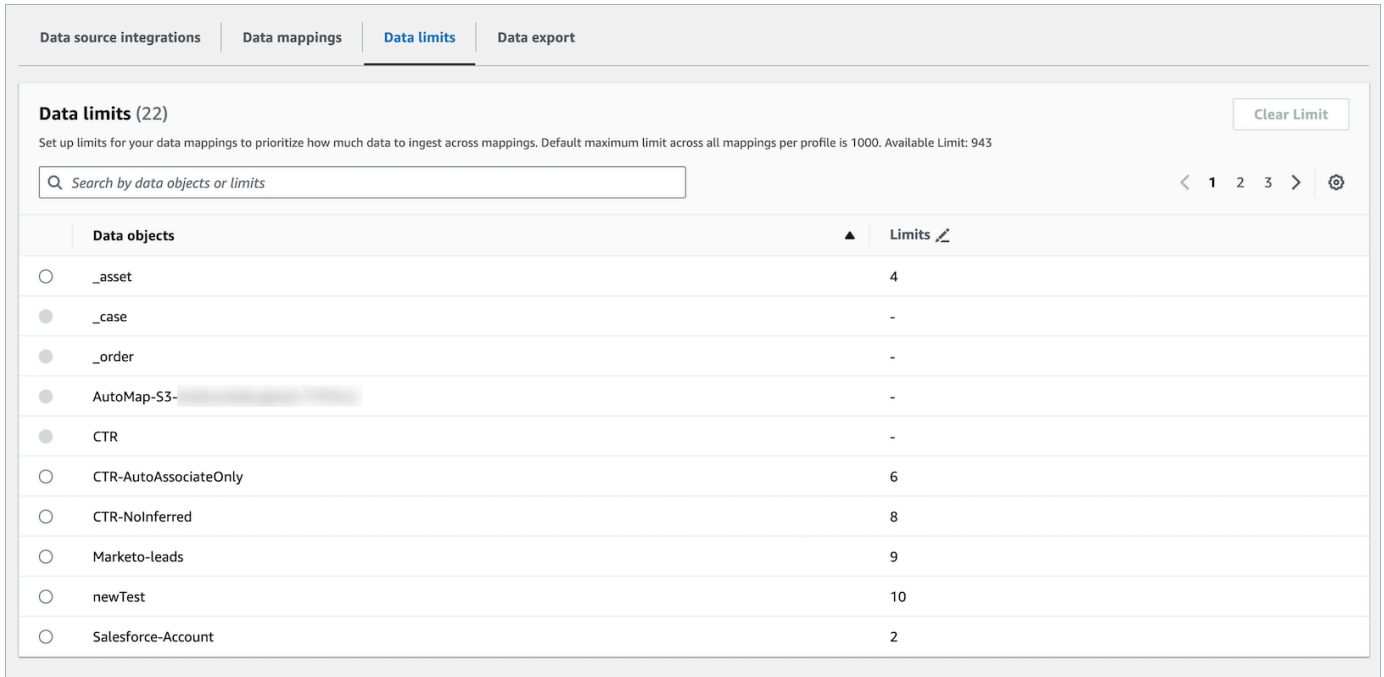 Data source integrations Data mappings Data limits Data export
Data limits (22) Clear Limit
Set up limits for your data mappings to prioritize how much data to ingest across mappings. Default maximum limit across all mappings per profile is 1000. Available Limit: 943
Search by data objects or limits 1 2 3
Data objects Limits
_asset 4
_case -
_order -
AutoMap-S3- -
CTR -
CTR-AutoAssociateOnly 6
CTR-NoInferred 8
Marketo-leads 9
newTest 10
Salesforce-Account 2